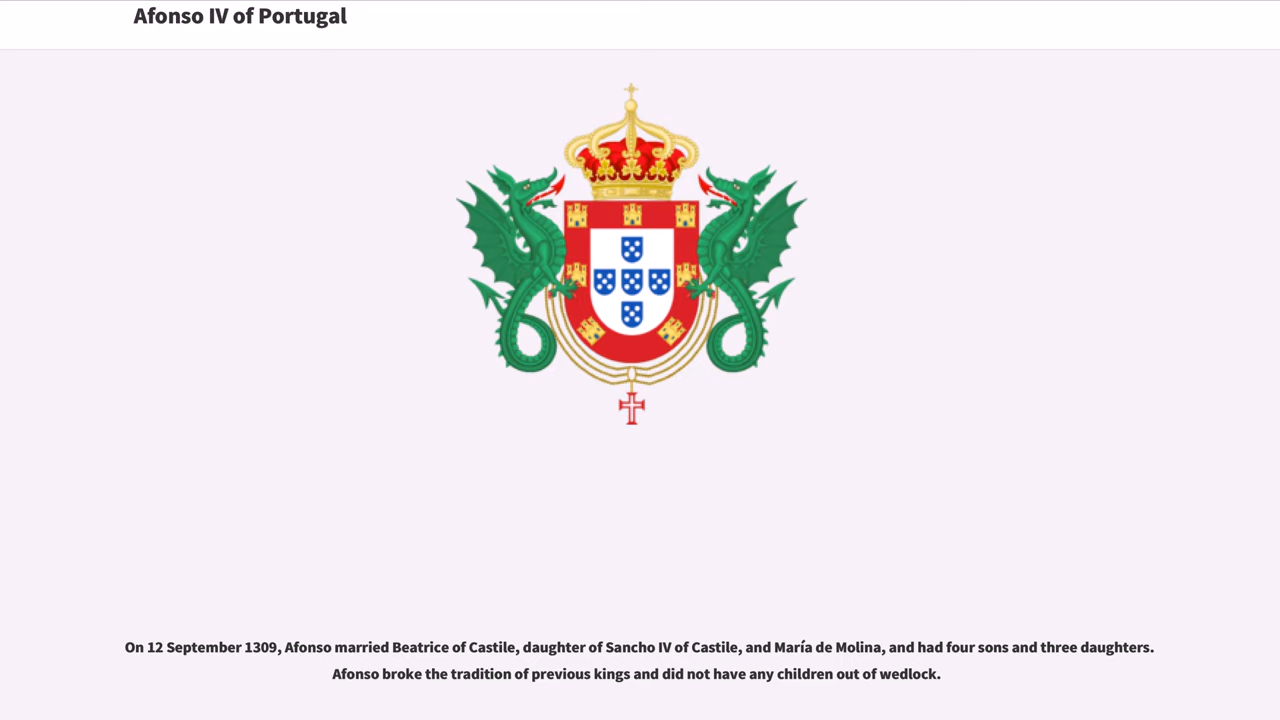 Afonso IV of Portugal
On 12 September 1309, Afonso married Beatrice of Castile, daughter of Sancho IV of Castile, and María de Molina, and had four sons and three daughters.
Afonso broke the tradition of previous kings and did not have any children out of wedlock.